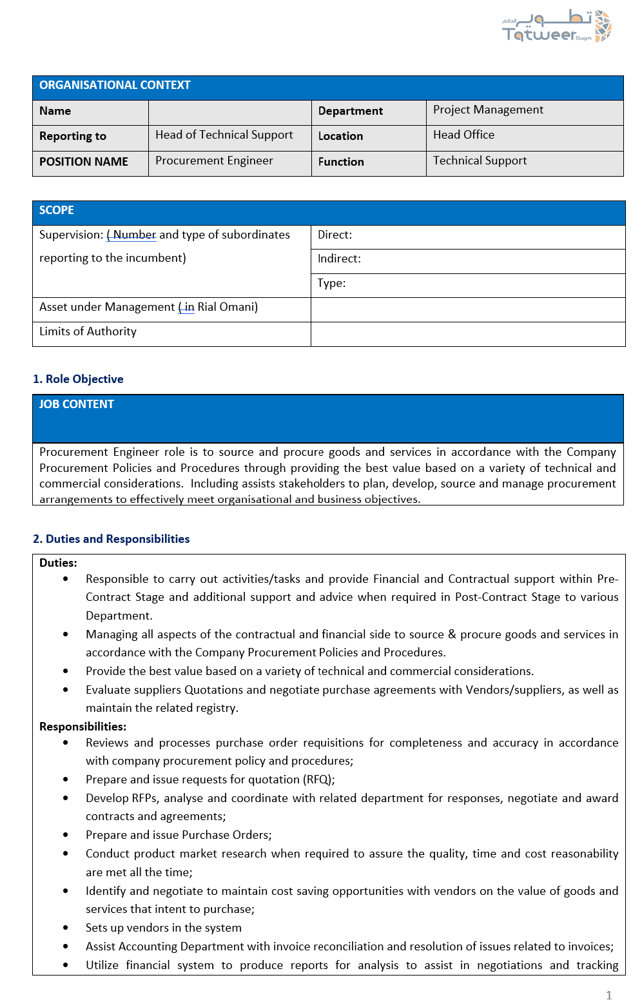 تطوير الدقم
Tatweer Duqm
ORGANISATIONAL CONTEXT
Name Department Project Management
Reporting to Head of Technical Support Location Head Office
POSITION NAME Procurement Engineer Function Technical Support
SCOPE
Supervision: ( Number and type of subordinates Direct:
reporting to the incumbent) Indirect:
Type:
Asset under Management ( in Rial Omani)
Limits of Authority
1. Role Objective
JOB CONTENT
Procurement Engineer role is to source and procure goods and services in accordance with the Company
Procurement Policies and Procedures through providing the best value based on a variety of technical and
commercial considerations. Including assists stakeholders to plan, develop, source and manage procurement
arrangements to effectively meet organisational and business objectives.
2. Duties and Responsibilities
Duties:
• Responsible to carry out activities/tasks and provide Financial and Contractual support within Pre-
Contract Stage and additional support and advice when required in Post-Contract Stage to various
Department.
• Managing all aspects of the contractual and financial side to source & procure goods and services in
accordance with the Company Procurement Policies and Procedures.
• Provide the best value based on a variety of technical and commercial considerations.
• Evaluate suppliers Quotations and negotiate purchase agreements with Vendors/suppliers, as well as
maintain the related registry.
Responsibilities:
• Reviews and processes purchase order requisitions for completeness and accuracy in accordance
with company procurement policy and procedures;
• Prepare and issue requests for quotation (RFQ);
• Develop RFPs, analyse and coordinate with related department for responses, negotiate and award
contracts and agreements;
• Prepare and issue Purchase Orders;
• Conduct product market research when required to assure the quality, time and cost reasonability
are met all the time;
• Identify and negotiate to maintain cost saving opportunities with vendors on the value of goods and
services that intent to purchase;
• Sets up vendors in the system
• Assist Accounting Department with invoice reconciliation and resolution of issues related to invoices;
• Utilize financial system to produce reports for analysis to assist in negotiations and tracking
1